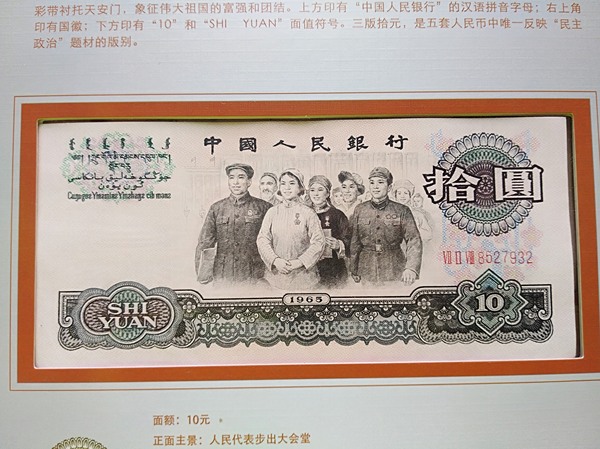 彩带衬托天安门，象征伟大祖国的富强和团结。上方印有“中国人民银行”的汉语拼音字母；右上角
印有国徽；下方印有“10”和“SHI YUAN”面值符号。三版拾元，是五套人民币中唯一反映“民主
政治”题材的版别。
中國人民銀行
拾圓
VII II VIII 8527932
1965
SHI
YUAN
10
面额：10元
正面主景：人民代表步出大会堂